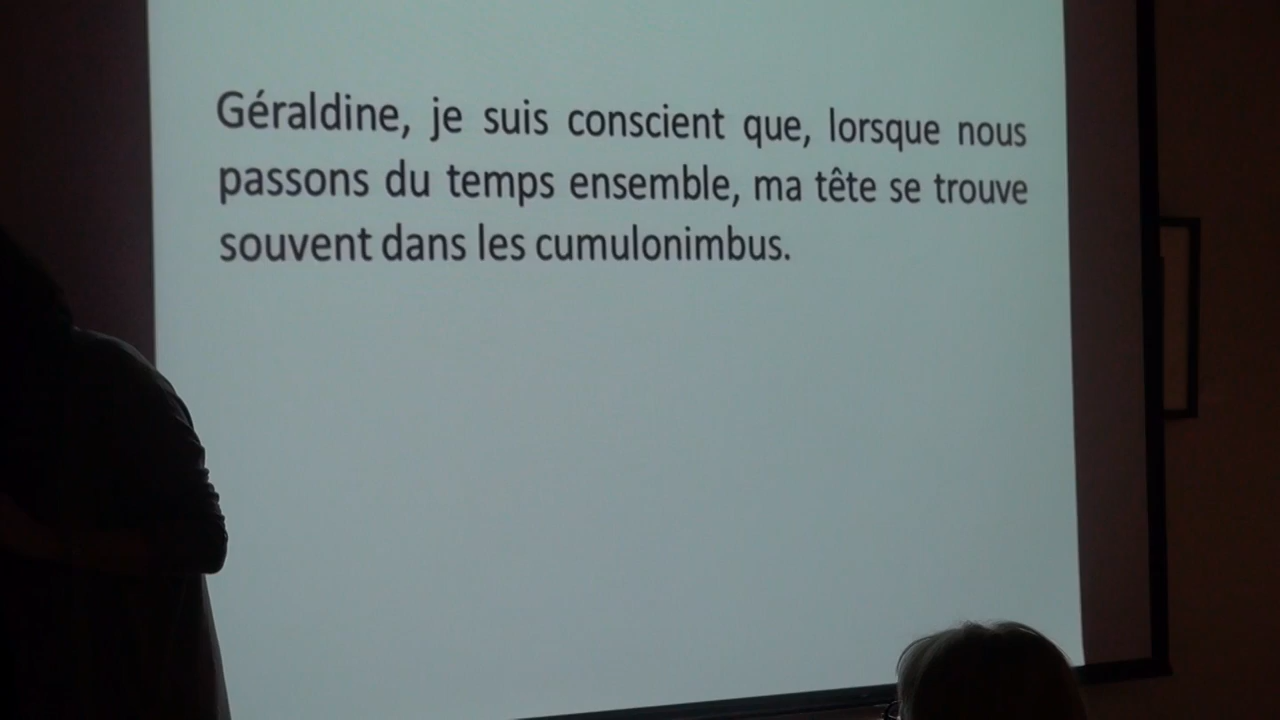 Géraldine, je suis conscient que, lorsque nous
passons du temps ensemble, ma tête se trouve
souvent dans les cumulonimbus.